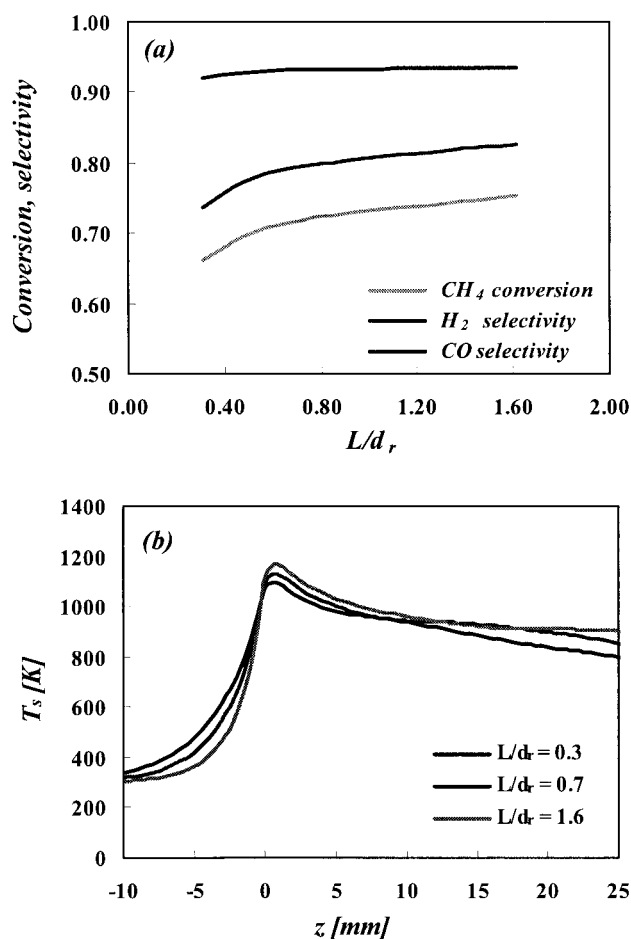 (a)
Conversion, selectivity
1.00
0.90
0.80
0.70
0.60
0.50
CH4 conversion
H2 selectivity
CO selectivity
0.00 0.40 0.80 1.20 1.60 2.00
L/dr
(b)
Ts [K]
1400
1200
1000
800
600
400
200
0
L/dr = 0.3
L/dr = 0.7
L/dr = 1.6
-10 -5 0 5 10 15 20 25
z [mm]